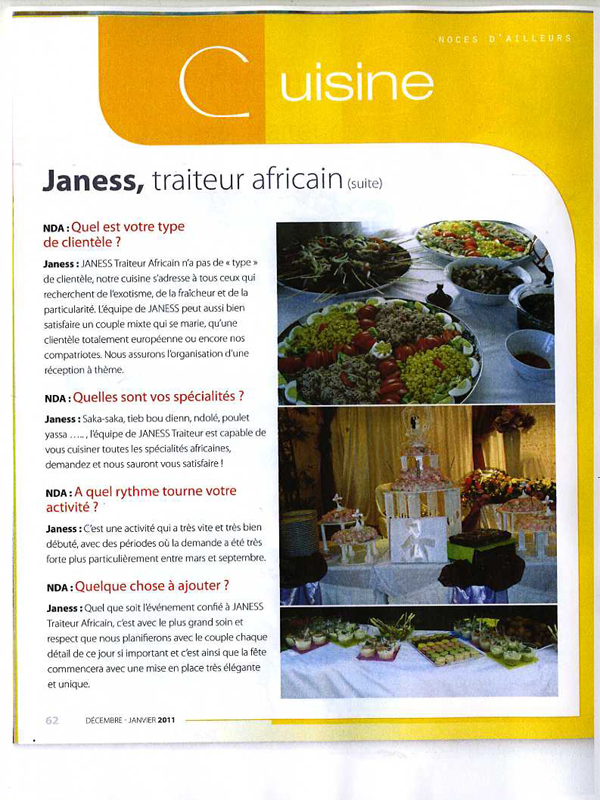 NOCES D'AILLEURS
Cuisine
Janess, traiteur africain (suite)
NDA : Quel est votre type
de clientèle ?
Janess : JANESS Traiteur Africain n'a pas de « type »
de clientèle, notre cuisine s'adresse à tous ceux qui
recherchent de l'exotisme, de la fraîcheur et de la
particularité. L'équipe de JANESS peut aussi bien
satisfaire un couple mixte qui se marie, qu'une
clientèle totalement européenne ou encore nos
compatriotes. Nous assurons l'organisation d'une
réception à thème.
NDA : Quelles sont vos spécialités ?
Janess : Saka-saka, tieb bou dienn, ndolé, poulet
yassa ….. , l'équipe de JANESS Traiteur est capable de
vous cuisiner toutes les spécialités africaines,
demandez et nous sauront vous satisfaire !
NDA : A quel rythme tourne votre
activité ?
Janess : C'est une activité qui a très vite et très bien
débuté, avec des périodes où la demande a été très
forte plus particulièrement entre mars et septembre.
NDA : Quelque chose à ajouter ?
Janess : Quel que soit l'événement confié à JANESS
Traiteur Africain, c'est avec le plus grand soin et
respect que nous planifierons avec le couple chaque
détail de ce jour si important et c'est ainsi que la fête
commencera avec une mise en place très élégante
et unique.
62 DÉCEMBRE - JANVIER 2011